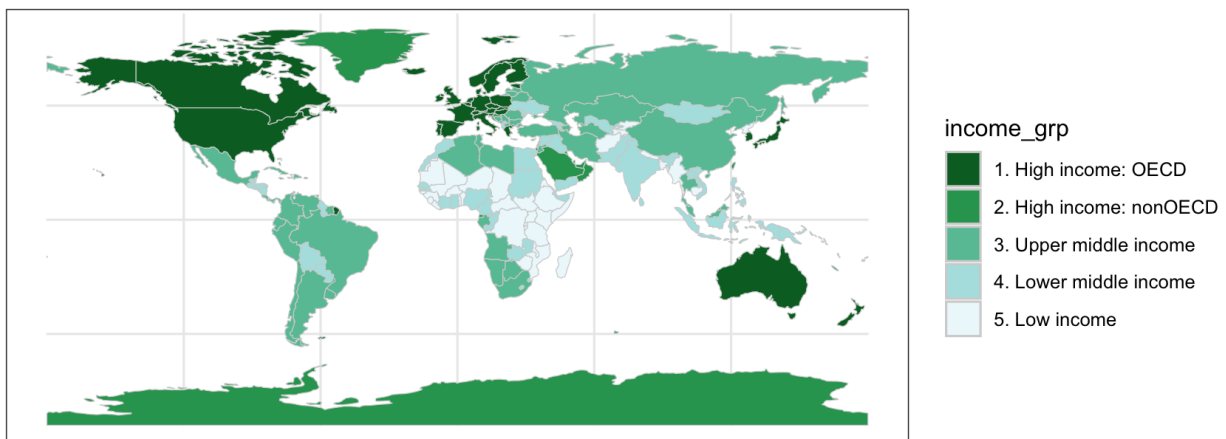 income_grp
1. High income: OECD
2. High income: nonOECD
3. Upper middle income
4. Lower middle income
5. Low income